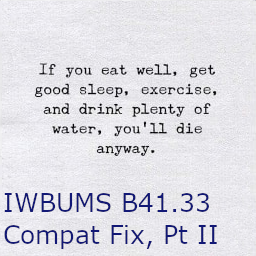 If you eat well, get
good sleep, exercise,
and drink plenty of
water, you'll die
anyway.
IWBUMS B41.33
Compat Fix, Pt II